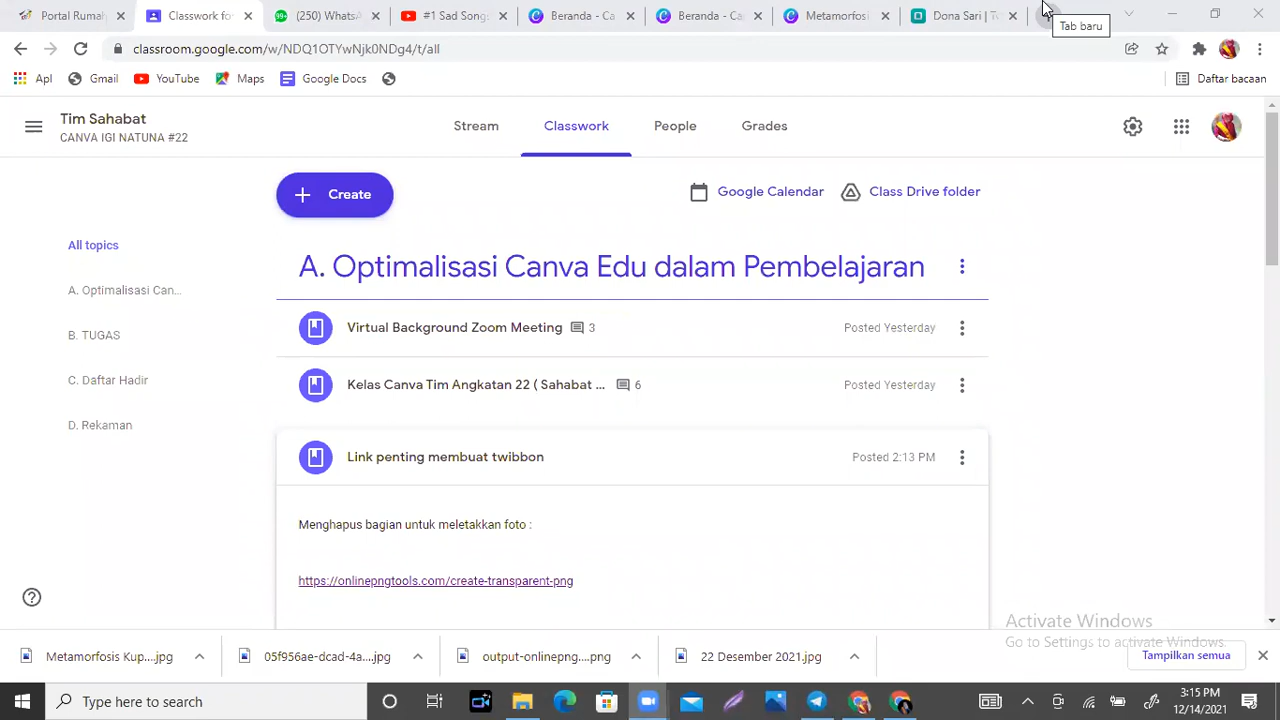 Portal Rumah
Classwork for
(250) WhatsA
#1 Sad Song
Beranda - Ca
Beranda - Ca
Metamorfosi
Dona Sari | Tw
Tab baru
classroom.google.com/w/NDQ1OTYwNjk0NDg4/t/all
Apl
Gmail
YouTube
Maps
Google Docs
Daftar bacaan
Tim Sahabat
CANVA IGI NATUNA #22
Stream
Classwork
People
Grades
Create
Google Calendar
Class Drive folder
All topics
A. Optimalisasi Can...
B. TUGAS
C. Daftar Hadir
D. Rekaman
A. Optimalisasi Canva Edu dalam Pembelajaran
Virtual Background Zoom Meeting 3 Posted Yesterday
Kelas Canva Tim Angkatan 22 ( Sahabat ... 6 Posted Yesterday
Link penting membuat twibbon Posted 2:13 PM
Menghapus bagian untuk meletakkan foto :
https://onlinepngtools.com/create-transparent-png
Activate Windows
Go to Settings to activate Windows.
Metamorfosis Kup....jpg
05f956ae-dcad-4a....jpg
output-onlinepng....png
22 Desember 2021.jpg
Tampilkan semua
Type here to search
3:15 PM
12/14/2021